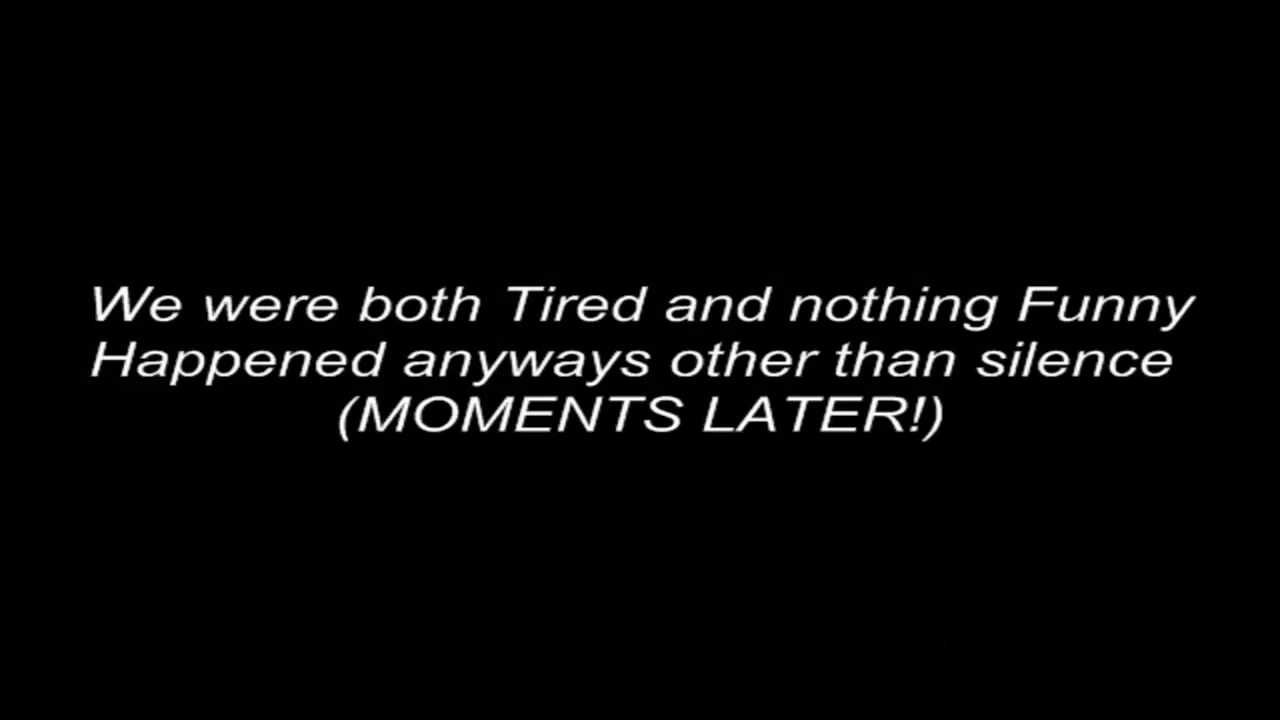 We were both Tired and nothing Funny
Happened anyways other than silence
(MOMENTS LATER!)